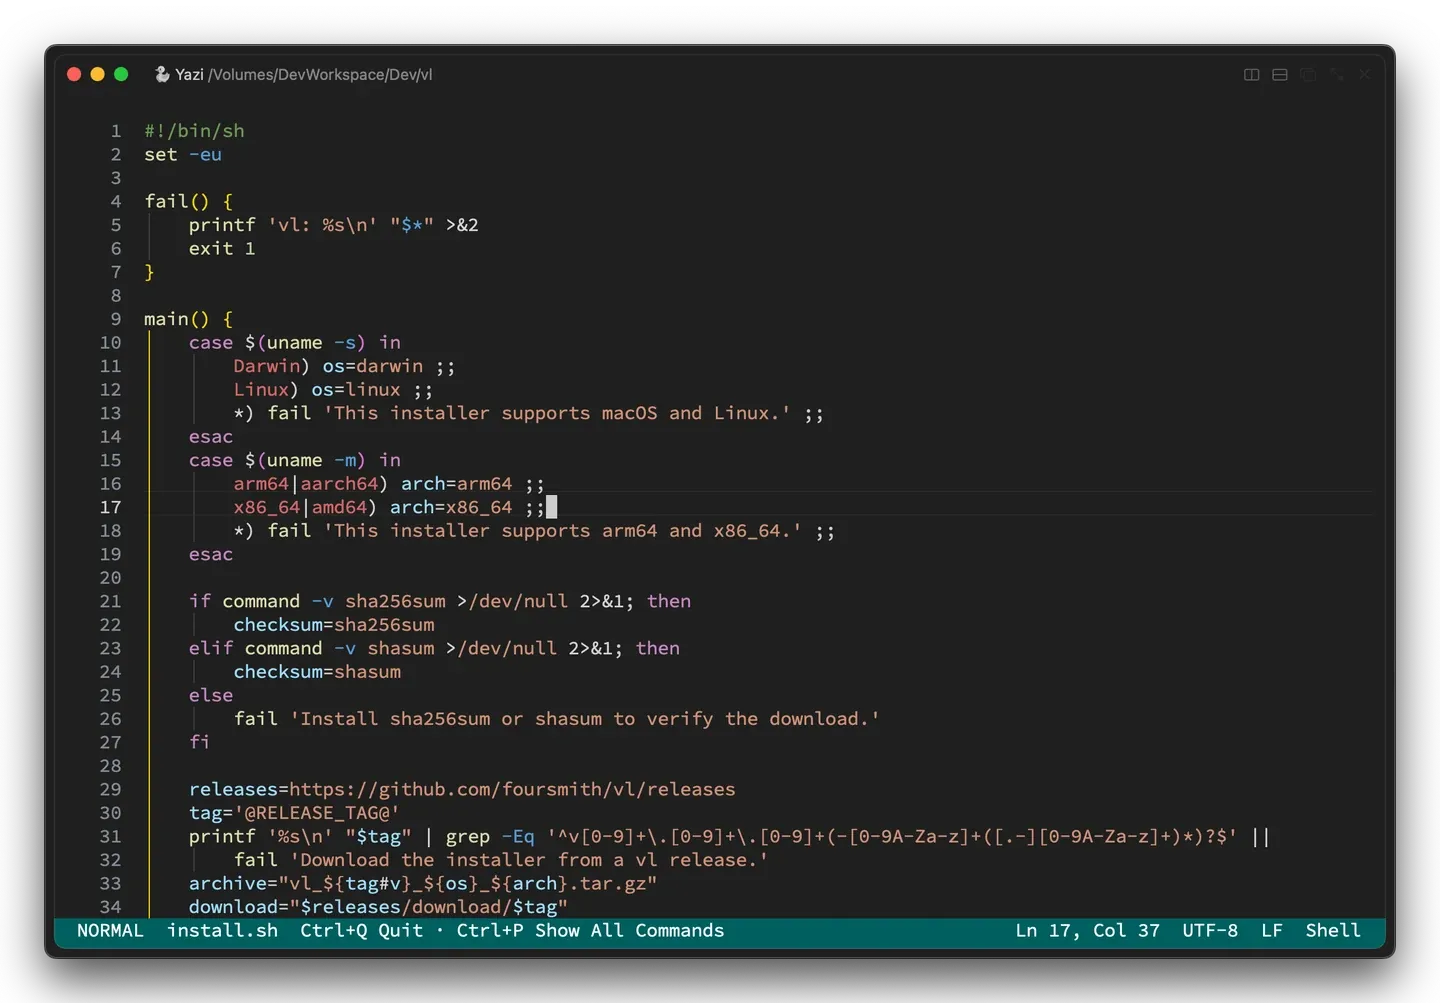 Yazi /Volumes/DevWorkspace/Dev/vl
1 #!/bin/sh
2 set -eu
3
4 fail() {
5     printf 'vl: %s\n' "$*" >&2
6     exit 1
7 }
8
9 main() {
10     case $(uname -s) in
11         Darwin) os=darwin ;;
12         Linux) os=linux ;;
13         *) fail 'This installer supports macOS and Linux.' ;;
14     esac
15     case $(uname -m) in
16         arm64|aarch64) arch=arm64 ;;
17         x86_64|amd64) arch=x86_64 ;;
18         *) fail 'This installer supports arm64 and x86_64.' ;;
19     esac
20
21     if command -v sha256sum >/dev/null 2>&1; then
22         checksum=sha256sum
23     elif command -v shasum >/dev/null 2>&1; then
24         checksum=shasum
25     else
26         fail 'Install sha256sum or shasum to verify the download.'
27     fi
28
29     releases=https://github.com/foursmith/vl/releases
30     tag='@RELEASE_TAG@'
31     printf '%s\n' "$tag" | grep -Eq '^v[0-9]+\.[0-9]+\.[0-9]+(-[0-9A-Za-z]+([.-][0-9A-Za-z]+)*)?$' ||
32         fail 'Download the installer from a vl release.'
33     archive="vl_${tag#v}_${os}_${arch}.tar.gz"
34     download="$releases/download/$tag"
NORMAL install.sh Ctrl+Q Quit · Ctrl+P Show All Commands Ln 17, Col 37 UTF-8 LF Shell